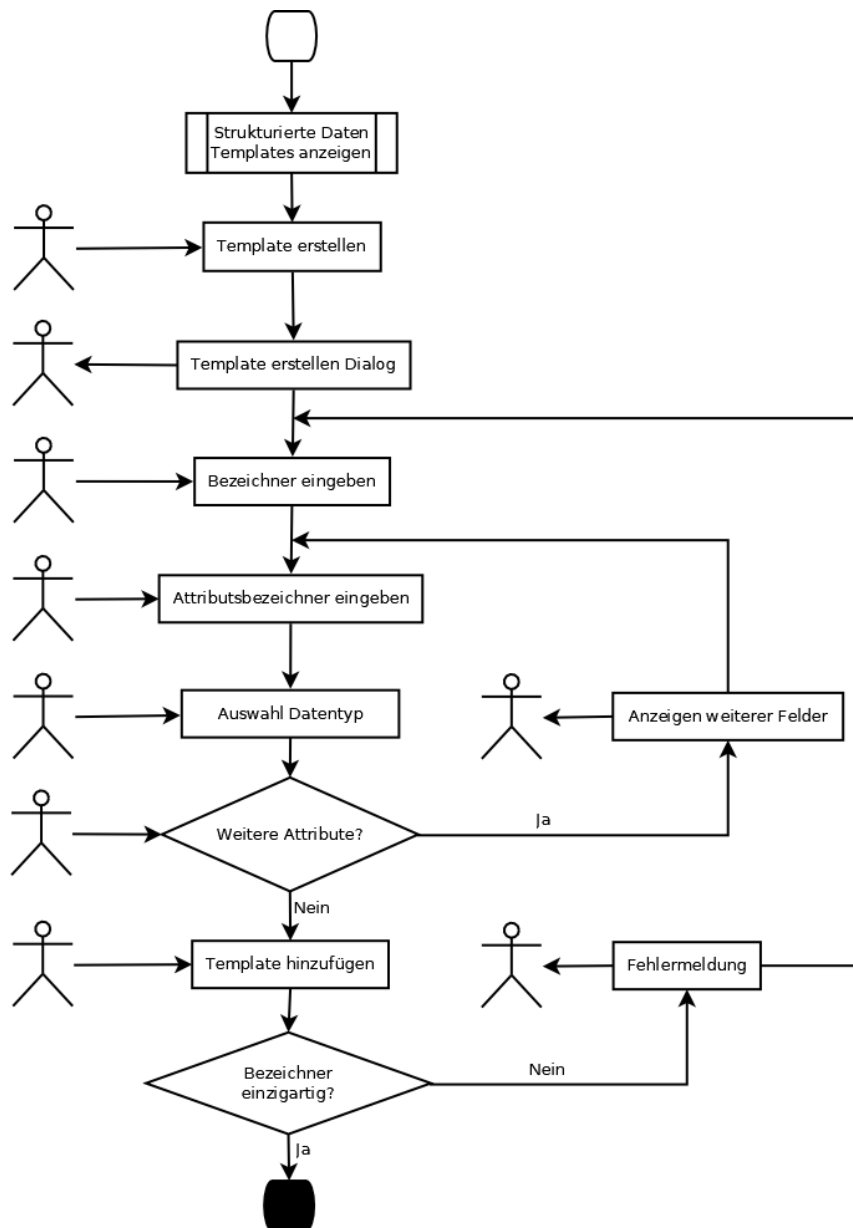 Strukturierte Daten
Templates anzeigen
Template erstellen
Template erstellen Dialog
Bezeichner eingeben
Attributsbezeichner eingeben
Auswahl Datentyp
Anzeigen weiterer Felder
Weitere Attribute?
Ja
Nein
Template hinzufügen
Fehlermeldung
Bezeichner
einzigartig?
Nein
Ja